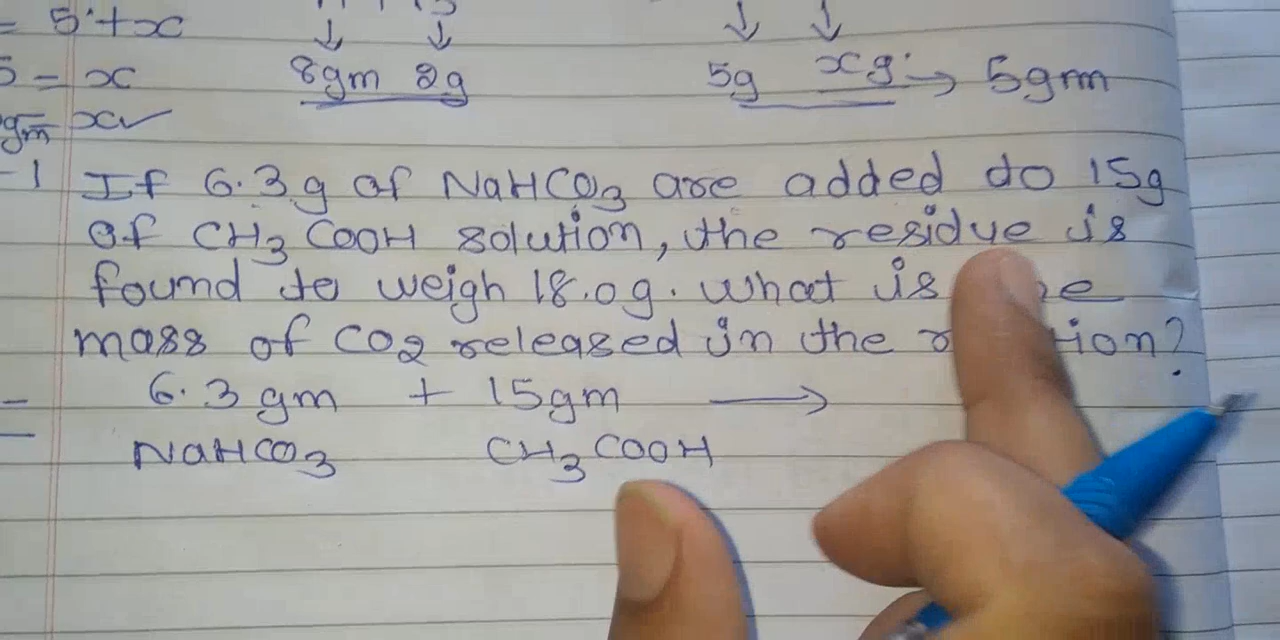 = 5 + x
8gm 2g
5g xg → 5gm
5 = x
gm x✓
-1 If 6.3g of NaHCO3 are added to 15g
of CH3COOH solution, the residue is
found to weigh 18.0g. what is
mass of CO2 released in the
6.3 gm + 15gm →
NaHCO3 CH3COOH